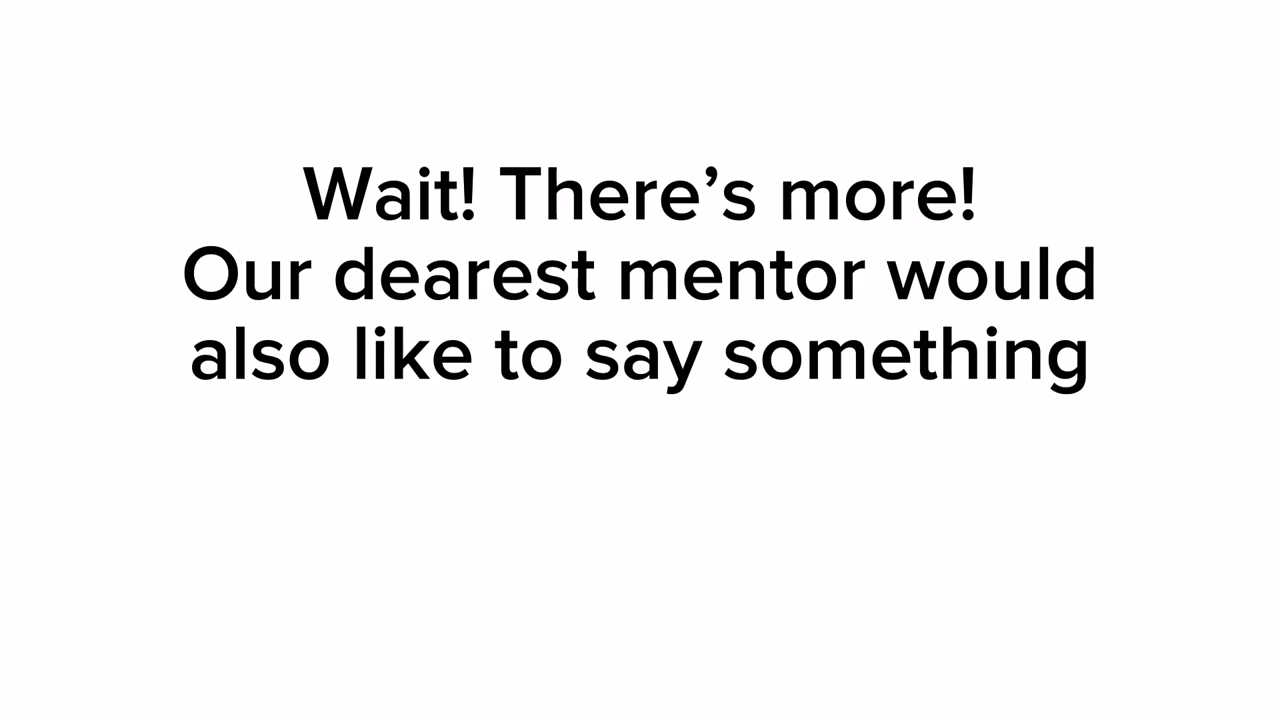 Wait! There’s more!
Our dearest mentor would
also like to say something